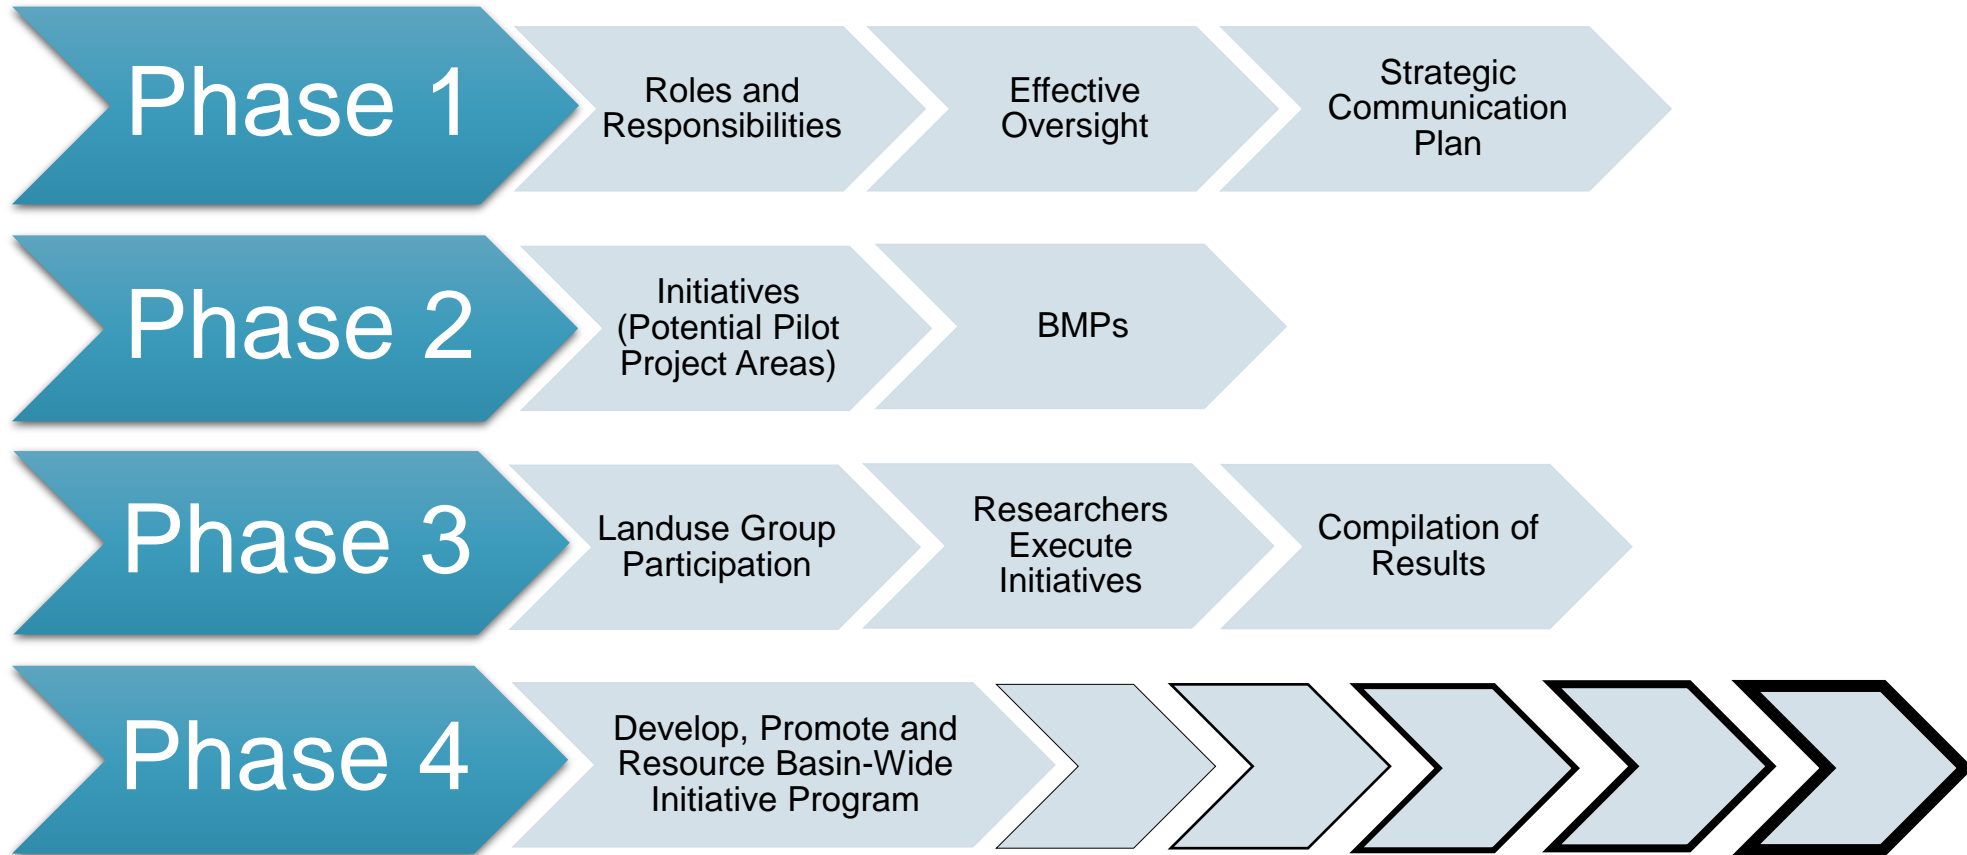 Phase 1
Roles and
Responsibilities
Effective
Oversight
Strategic
Communication
Plan
Phase 2
Initiatives
(Potential Pilot
Project Areas)
BMPs
Phase 3
Landuse Group
Participation
Researchers
Execute
Initiatives
Compilation of
Results
Phase 4
Develop, Promote and
Resource Basin-Wide
Initiative Program